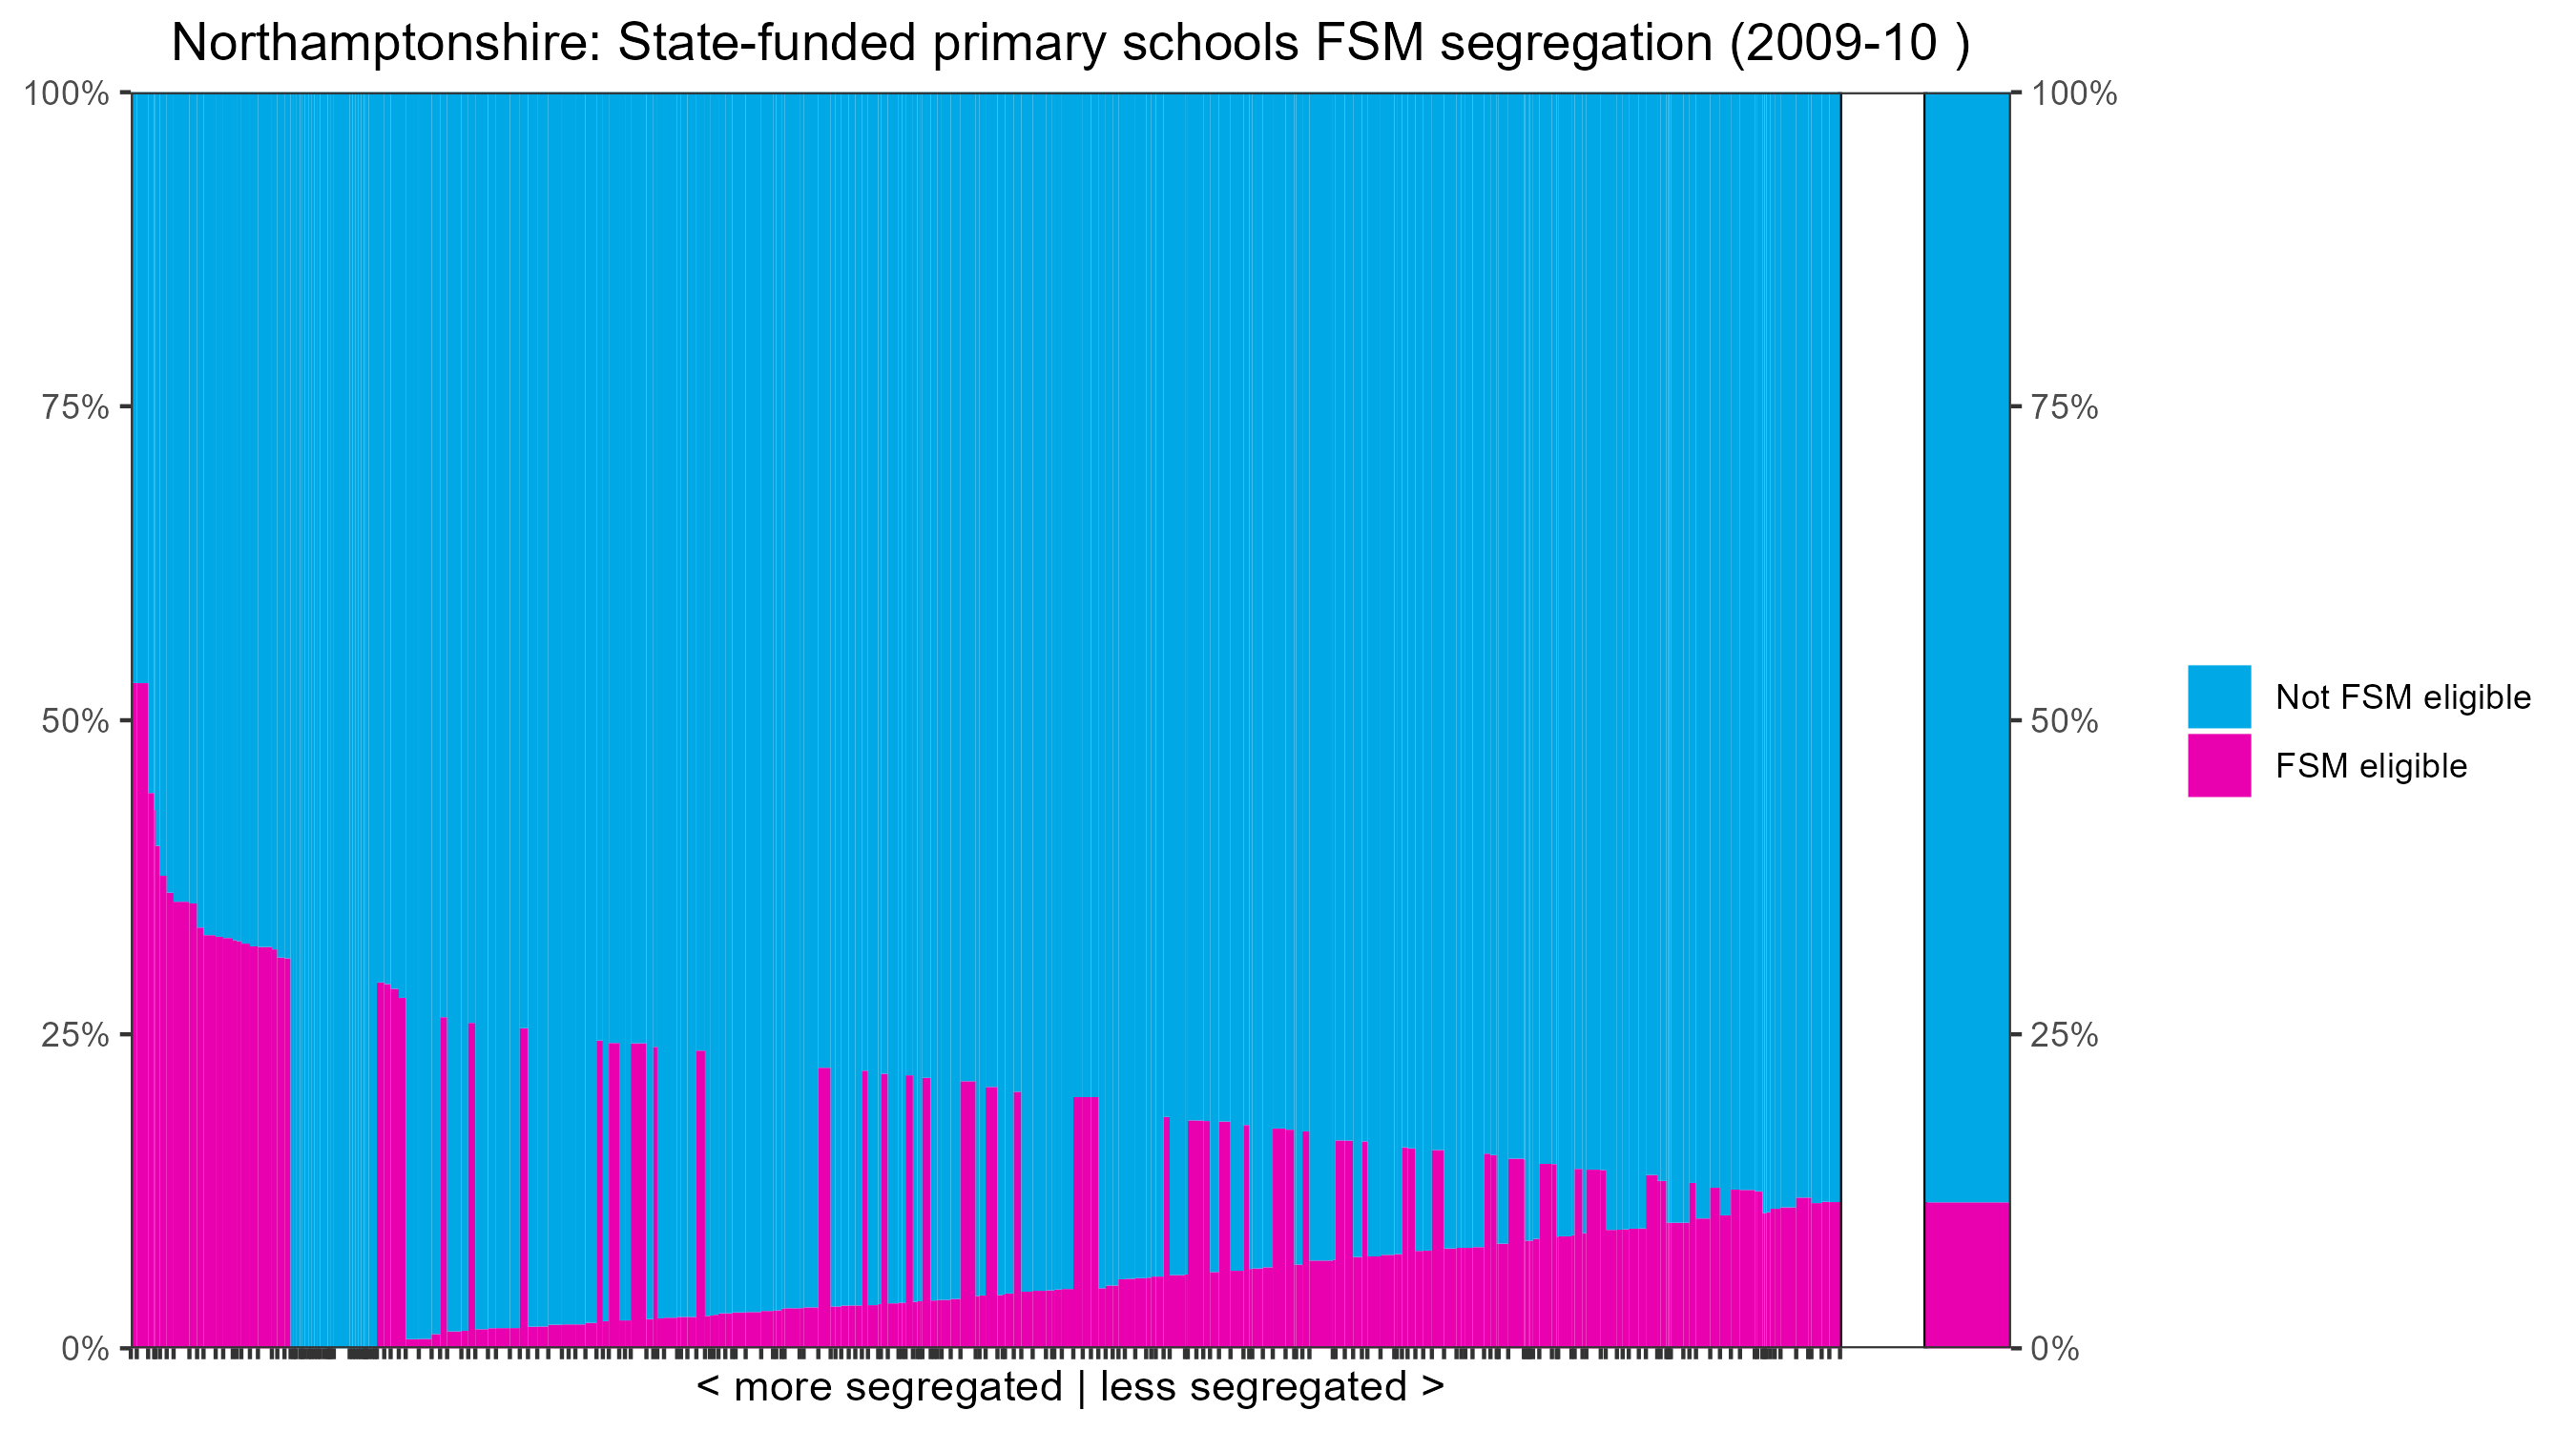 Northamptonshire: State-funded primary schools FSM segregation (2009-10 )
100%
75%
50%
25%
0%
100%
75%
50%
25%
0%
Not FSM eligible
FSM eligible
< more segregated | less segregated >